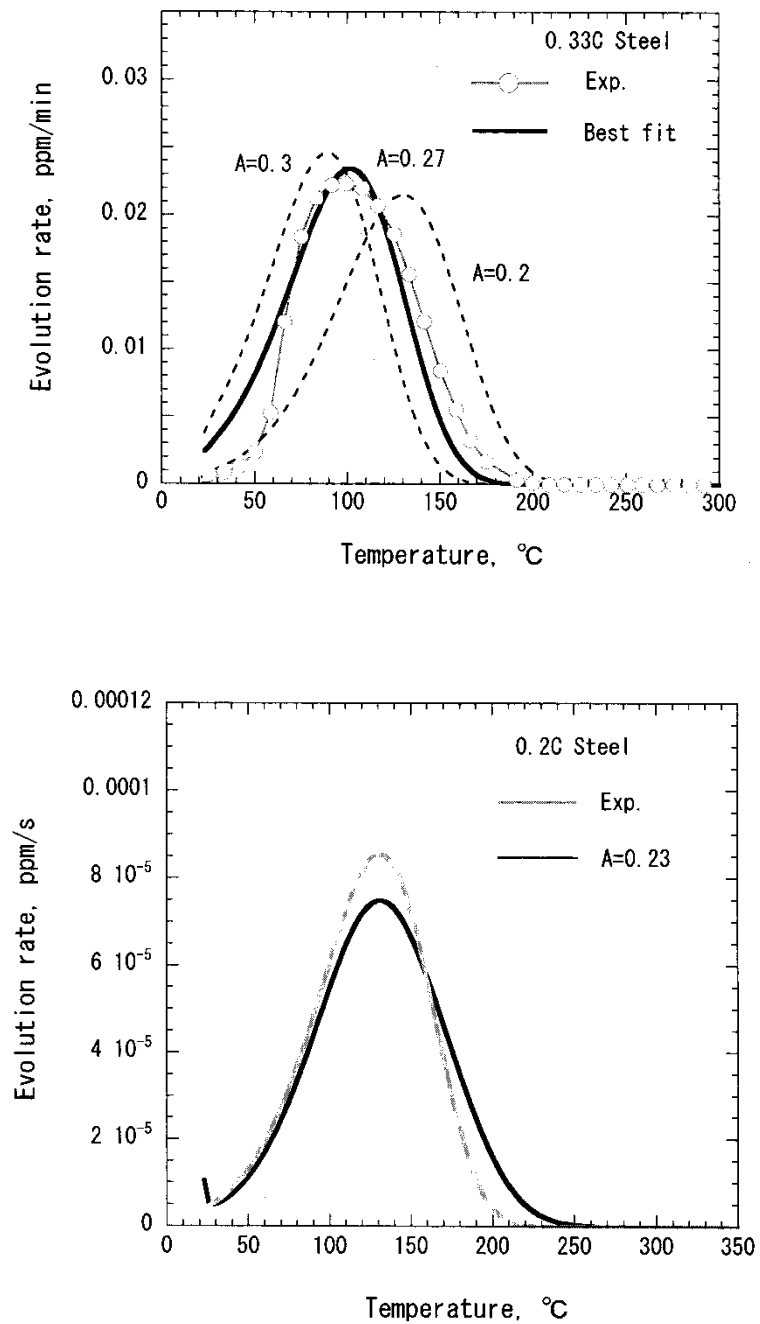 0.33C Steel
Exp.
Best fit
A=0.3
A=0.27
A=0.2
0.03
0.02
0.01
0
Evolution rate, ppm/min
0 50 100 150 200 250 300
Temperature, °C
0.00012
0.0001
8 10⁻⁵
6 10⁻⁵
4 10⁻⁵
2 10⁻⁵
0
Evolution rate, ppm/s
0.2C Steel
Exp.
A=0.23
0 50 100 150 200 250 300 350
Temperature, °C